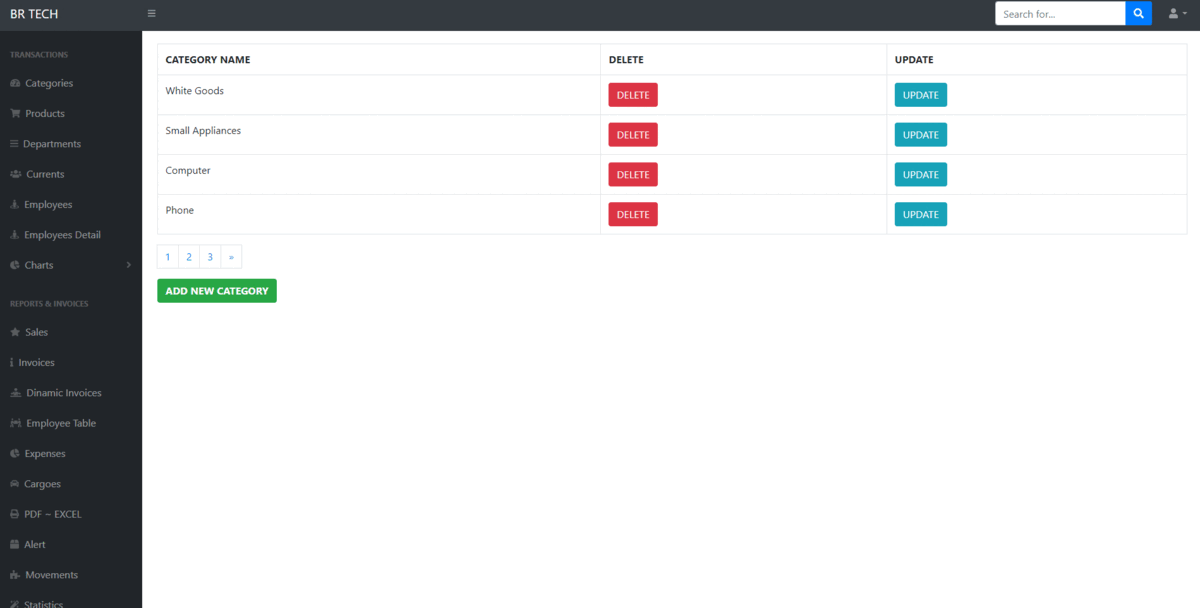 BR TECH
Search for...
TRANSACTIONS
Categories
Products
Departments
Currents
Employees
Employees Detail
Charts
REPORTS & INVOICES
Sales
Invoices
Dinamic Invoices
Employee Table
Expenses
Cargoes
PDF ~ EXCEL
Alert
Movements
Statistics
CATEGORY NAME DELETE UPDATE
White Goods DELETE UPDATE
Small Appliances DELETE UPDATE
Computer DELETE UPDATE
Phone DELETE UPDATE
1 2 3 »
ADD NEW CATEGORY